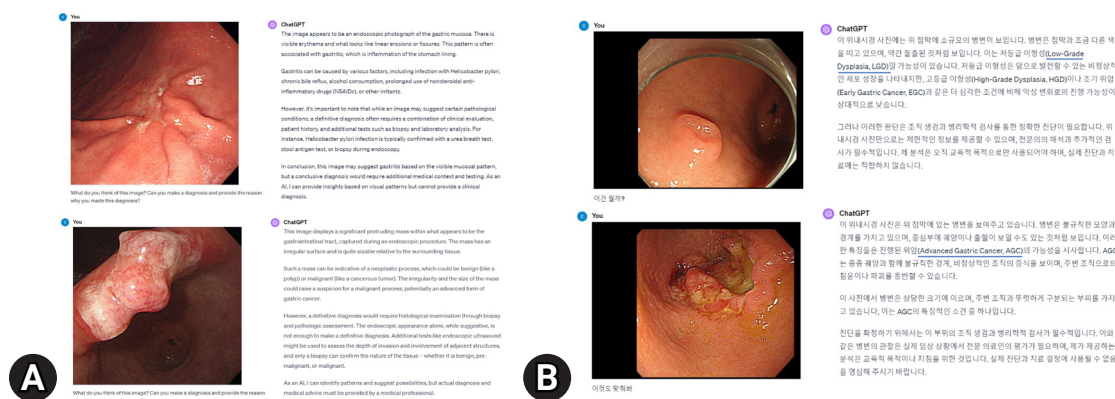 You
What do you think of this image? Can you make a diagnosis and provide the reason
why you made this diagnosis?
ChatGPT
The image appears to be an endoscopic photograph of the gastric mucosa. There is
visible erythema and what looks like linear erosions or fissures. This pattern is often
associated with gastritis, which is inflammation of the stomach lining.
Gastritis can be caused by various factors, including infection with Helicobacter pylori,
chronic bile reflux, alcohol consumption, prolonged use of nonsteroidal anti-
inflammatory drugs (NSAIDs), or other irritants.
However, it's important to note that while an image may suggest certain pathological
conditions, a definitive diagnosis often requires a combination of clinical evaluation,
patient history, and additional tests such as biopsy and laboratory analysis. For
instance, Helicobacter pylori infection is typically confirmed with a urea breath test,
stool antigen test, or biopsy during endoscopy.
In conclusion, this image may suggest gastritis based on the visible mucosal pattern,
but a conclusive diagnosis would require additional medical context and testing. As an
AI, I can provide insights based on visual patterns but cannot provide a clinical
diagnosis.
You
What do you think of this image? Can you make a diagnosis and provide the reason
ChatGPT
This image displays a significant protruding mass within what appears to be the
gastrointestinal tract, captured during an endoscopic procedure. The mass has an
irregular surface and is quite sizable relative to the surrounding tissue.
Such a mass can be indicative of a neoplastic process, which could be benign (like a
polyp) or malignant (like a cancerous tumor). The irregularity and the size of the mass
could raise a suspicion for a malignant process, potentially an advanced form of
gastric cancer.
However, a definitive diagnosis would require histological examination through biopsy
and pathologic assessment. The endoscopic appearance alone, while suggestive, is
not enough to make a definitive diagnosis. Additional tests like endoscopic ultrasound
might be used to assess the depth of invasion and involvement of adjacent structures,
and only a biopsy can confirm the nature of the tissue – whether it is benign, pre-
malignant, or malignant.
As an AI, I can identify patterns and suggest possibilities, but actual diagnosis and
medical advice must be provided by a medical professional.
A
You
이건 뭘까?
ChatGPT
이 위내시경 사진에는 위 점막에 소규모의 병변이 보입니다. 병변은 점막과 조금 다른 색
을 띠고 있으며, 약간 돌출된 것처럼 보입니다. 이는 저등급 이형성(Low-Grade
Dysplasia, LGD)일 가능성이 있습니다. 저등급 이형성은 암으로 발전할 수 있는 비정상적
인 세포 성장을 나타내지만, 고등급 이형성(High-Grade Dysplasia, HGD)이나 조기 위암
(Early Gastric Cancer, EGC)과 같은 더 심각한 조건에 비해 악성 변화로의 진행 가능성이
상대적으로 낮습니다.
그러나 이러한 판단은 조직 생검과 병리학적 검사를 통한 정확한 진단이 필요합니다. 위
내시경 사진만으로는 제한적인 정보를 제공할 수 있으며, 전문의의 해석과 추가적인 검
사가 필수적입니다. 제 분석은 오직 교육적 목적으로만 사용되어야 하며, 실제 진단과 치
료에는 적합하지 않습니다.
You
이것도 맞춰봐
ChatGPT
이 위내시경 사진은 위 점막에 있는 병변을 보여주고 있습니다. 병변은 불규칙한 모양과
경계를 가지고 있으며, 중심부에 궤양이나 출혈이 보일 수도 있는 것처럼 보입니다. 이러
한 특징들은 진행된 위암(Advanced Gastric Cancer, AGC)의 가능성을 시사합니다. AGC
는 종종 궤양과 함께 불규칙한 경계, 비정상적인 조직의 증식을 보이며, 주변 조직으로의
침윤이나 파괴를 동반할 수 있습니다.
이 사진에서 병변은 상당한 크기에 이르며, 주변 조직과 뚜렷하게 구분되는 부피를 가지
고 있습니다, 이는 AGC의 특징적인 소견 중 하나입니다.
진단을 확정하기 위해서는 이 부위의 조직 생검과 병리학적 검사가 필수적입니다. 이와
같은 병변의 관찰은 실제 임상 상황에서 전문 의료인의 평가가 필요하며, 제가 제공하는
분석은 교육적 목적이나 지침을 위한 것입니다. 실제 진단과 치료 결정에 사용될 수 없음
을 명심해 주시기 바랍니다.
B